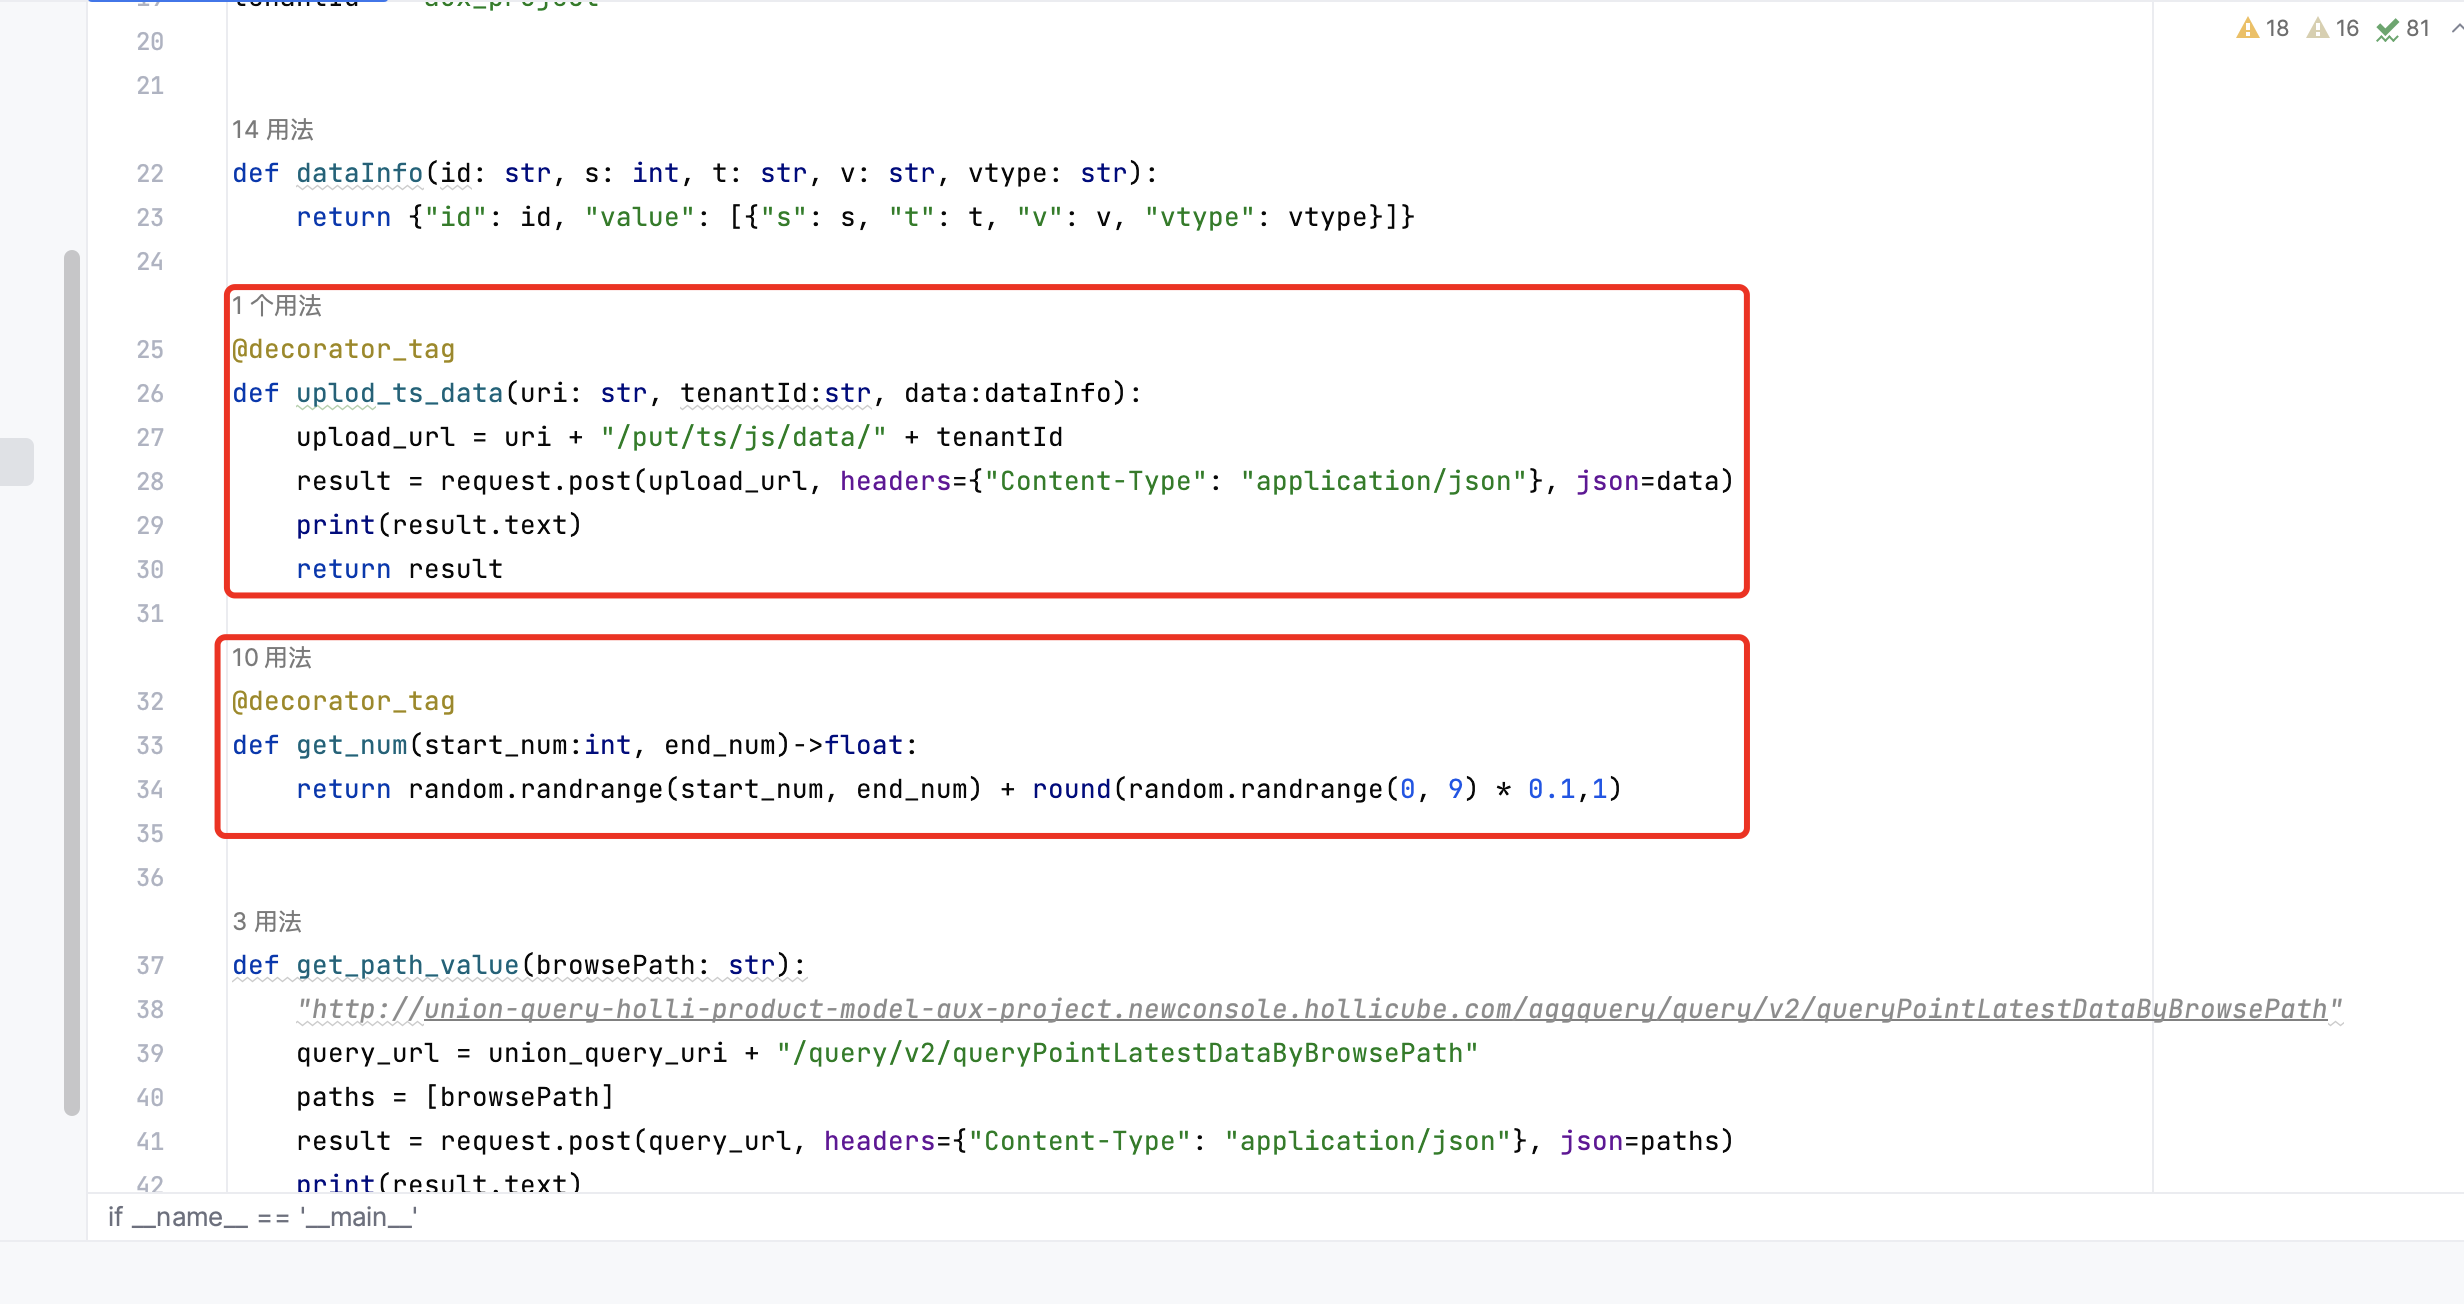 20
21
18 16 81
14 用法
22 def dataInfo(id: str, s: int, t: str, v: str, vtype: str):
23 return {"id": id, "value": [{"s": s, "t": t, "v": v, "vtype": vtype}]}
24
1 个用法
25 @decorator_tag
26 def uplod_ts_data(uri: str, tenantId:str, data:dataInfo):
27 upload_url = uri + "/put/ts/js/data/" + tenantId
28 result = request.post(upload_url, headers={"Content-Type": "application/json"}, json=data)
29 print(result.text)
30 return result
31
10 用法
32 @decorator_tag
33 def get_num(start_num:int, end_num)->float:
34 return random.randrange(start_num, end_num) + round(random.randrange(0, 9) * 0.1,1)
35
36
3 用法
37 def get_path_value(browsePath: str):
38 "http://union-query-holli-product-model-aux-project.newconsole.hollicube.com/aggquery/query/v2/queryPointLatestDataByBrowsePath"
39 query_url = union_query_uri + "/query/v2/queryPointLatestDataByBrowsePath"
40 paths = [browsePath]
41 result = request.post(query_url, headers={"Content-Type": "application/json"}, json=paths)
42 print(result.text)
if __name__ == '__main__'